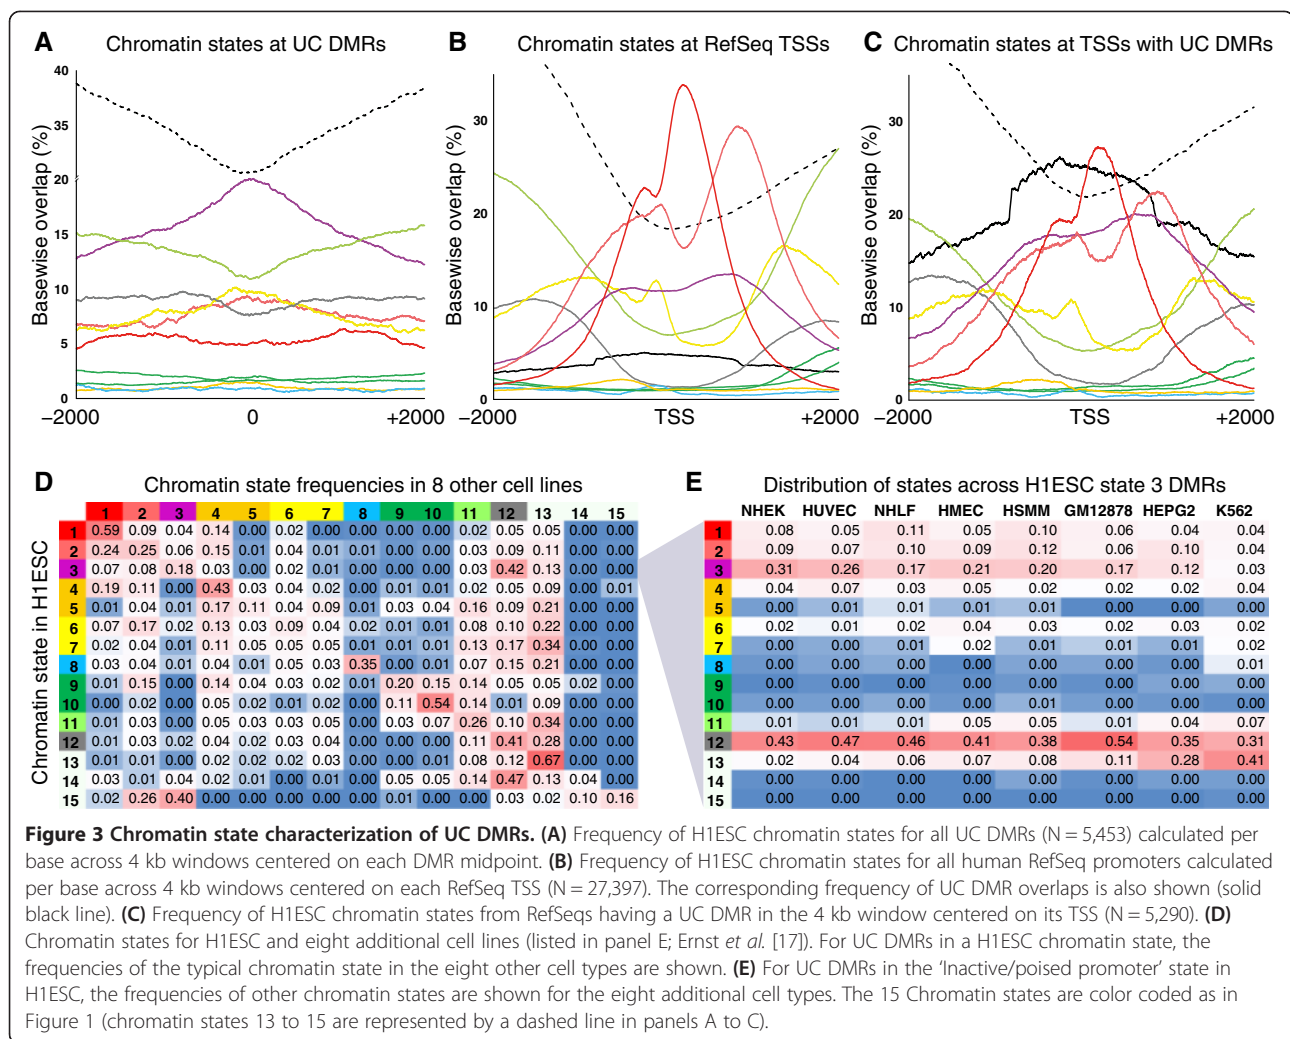 A Chromatin states at UC DMRs
Basewise overlap (%)
40
35
20
15
10
5
0
−2000 0 +2000
B Chromatin states at RefSeq TSSs
Basewise overlap (%)
30
20
10
0
−2000 TSS +2000
C Chromatin states at TSSs with UC DMRs
Basewise overlap (%)
30
20
10
0
−2000 TSS +2000
D Chromatin state frequencies in 8 other cell lines
Chromatin state in H1ESC
1 2 3 4 5 6 7 8 9 10 11 12 13 14 15
1 0.59 0.09 0.04 0.14 0.00 0.02 0.00 0.00 0.00 0.00 0.02 0.05 0.05 0.00 0.00
2 0.24 0.25 0.06 0.15 0.01 0.04 0.01 0.01 0.00 0.00 0.03 0.09 0.11 0.00 0.00
3 0.07 0.08 0.18 0.03 0.00 0.02 0.01 0.00 0.00 0.00 0.03 0.42 0.13 0.00 0.00
4 0.19 0.11 0.00 0.43 0.03 0.04 0.04 0.00 0.01 0.01 0.02 0.05 0.09 0.00 0.01
5 0.01 0.04 0.01 0.17 0.11 0.04 0.09 0.01 0.03 0.04 0.16 0.09 0.21 0.00 0.00
6 0.07 0.17 0.02 0.13 0.03 0.09 0.04 0.02 0.01 0.01 0.08 0.10 0.22 0.00 0.00
7 0.02 0.04 0.01 0.11 0.05 0.05 0.05 0.01 0.01 0.01 0.13 0.17 0.34 0.00 0.00
8 0.03 0.04 0.01 0.04 0.01 0.05 0.03 0.35 0.00 0.01 0.07 0.15 0.21 0.00 0.00
9 0.01 0.15 0.00 0.14 0.04 0.03 0.02 0.01 0.20 0.15 0.14 0.05 0.05 0.02 0.00
10 0.00 0.02 0.00 0.05 0.02 0.01 0.02 0.00 0.11 0.54 0.14 0.01 0.09 0.00 0.00
11 0.01 0.03 0.00 0.05 0.03 0.03 0.05 0.00 0.03 0.07 0.26 0.10 0.34 0.00 0.00
12 0.01 0.03 0.02 0.04 0.02 0.03 0.04 0.00 0.00 0.00 0.11 0.41 0.28 0.00 0.00
13 0.01 0.01 0.00 0.02 0.02 0.02 0.03 0.00 0.00 0.01 0.08 0.12 0.67 0.00 0.00
14 0.03 0.01 0.04 0.02 0.01 0.00 0.01 0.00 0.05 0.05 0.14 0.47 0.13 0.04 0.00
15 0.02 0.26 0.40 0.00 0.00 0.00 0.00 0.00 0.01 0.00 0.00 0.03 0.02 0.10 0.16
E Distribution of states across H1ESC state 3 DMRs
NHEK HUVEC NHLF HMEC HSMM GM12878 HEPG2 K562
1 0.08 0.05 0.11 0.05 0.10 0.06 0.04 0.04
2 0.09 0.07 0.10 0.09 0.12 0.06 0.10 0.04
3 0.31 0.26 0.17 0.21 0.20 0.17 0.12 0.03
4 0.04 0.07 0.03 0.05 0.02 0.02 0.02 0.04
5 0.00 0.01 0.01 0.01 0.01 0.00 0.00 0.00
6 0.02 0.01 0.02 0.04 0.03 0.02 0.03 0.02
7 0.00 0.00 0.01 0.02 0.01 0.01 0.01 0.02
8 0.00 0.00 0.00 0.00 0.00 0.00 0.00 0.01
9 0.00 0.00 0.00 0.00 0.00 0.00 0.00 0.00
10 0.00 0.00 0.00 0.00 0.01 0.00 0.00 0.00
11 0.01 0.01 0.01 0.05 0.05 0.01 0.04 0.07
12 0.43 0.47 0.46 0.41 0.38 0.54 0.35 0.31
13 0.02 0.04 0.06 0.07 0.08 0.11 0.28 0.41
14 0.00 0.00 0.00 0.00 0.00 0.00 0.00 0.00
15 0.00 0.00 0.00 0.00 0.00 0.00 0.00 0.00
Figure 3 Chromatin state characterization of UC DMRs. (A) Frequency of H1ESC chromatin states for all UC DMRs (N = 5,453) calculated per
base across 4 kb windows centered on each DMR midpoint. (B) Frequency of H1ESC chromatin states for all human RefSeq promoters calculated
per base across 4 kb windows centered on each RefSeq TSS (N = 27,397). The corresponding frequency of UC DMR overlaps is also shown (solid
black line). (C) Frequency of H1ESC chromatin states from RefSeqs having a UC DMR in the 4 kb window centered on its TSS (N = 5,290). (D)
Chromatin states for H1ESC and eight additional cell lines (listed in panel E; Ernst et al. [17]). For UC DMRs in a H1ESC chromatin state, the
frequencies of the typical chromatin state in the eight other cell types are shown. (E) For UC DMRs in the ‘Inactive/poised promoter’ state in
H1ESC, the frequencies of other chromatin states are shown for the eight additional cell types. The 15 Chromatin states are color coded as in
Figure 1 (chromatin states 13 to 15 are represented by a dashed line in panels A to C).